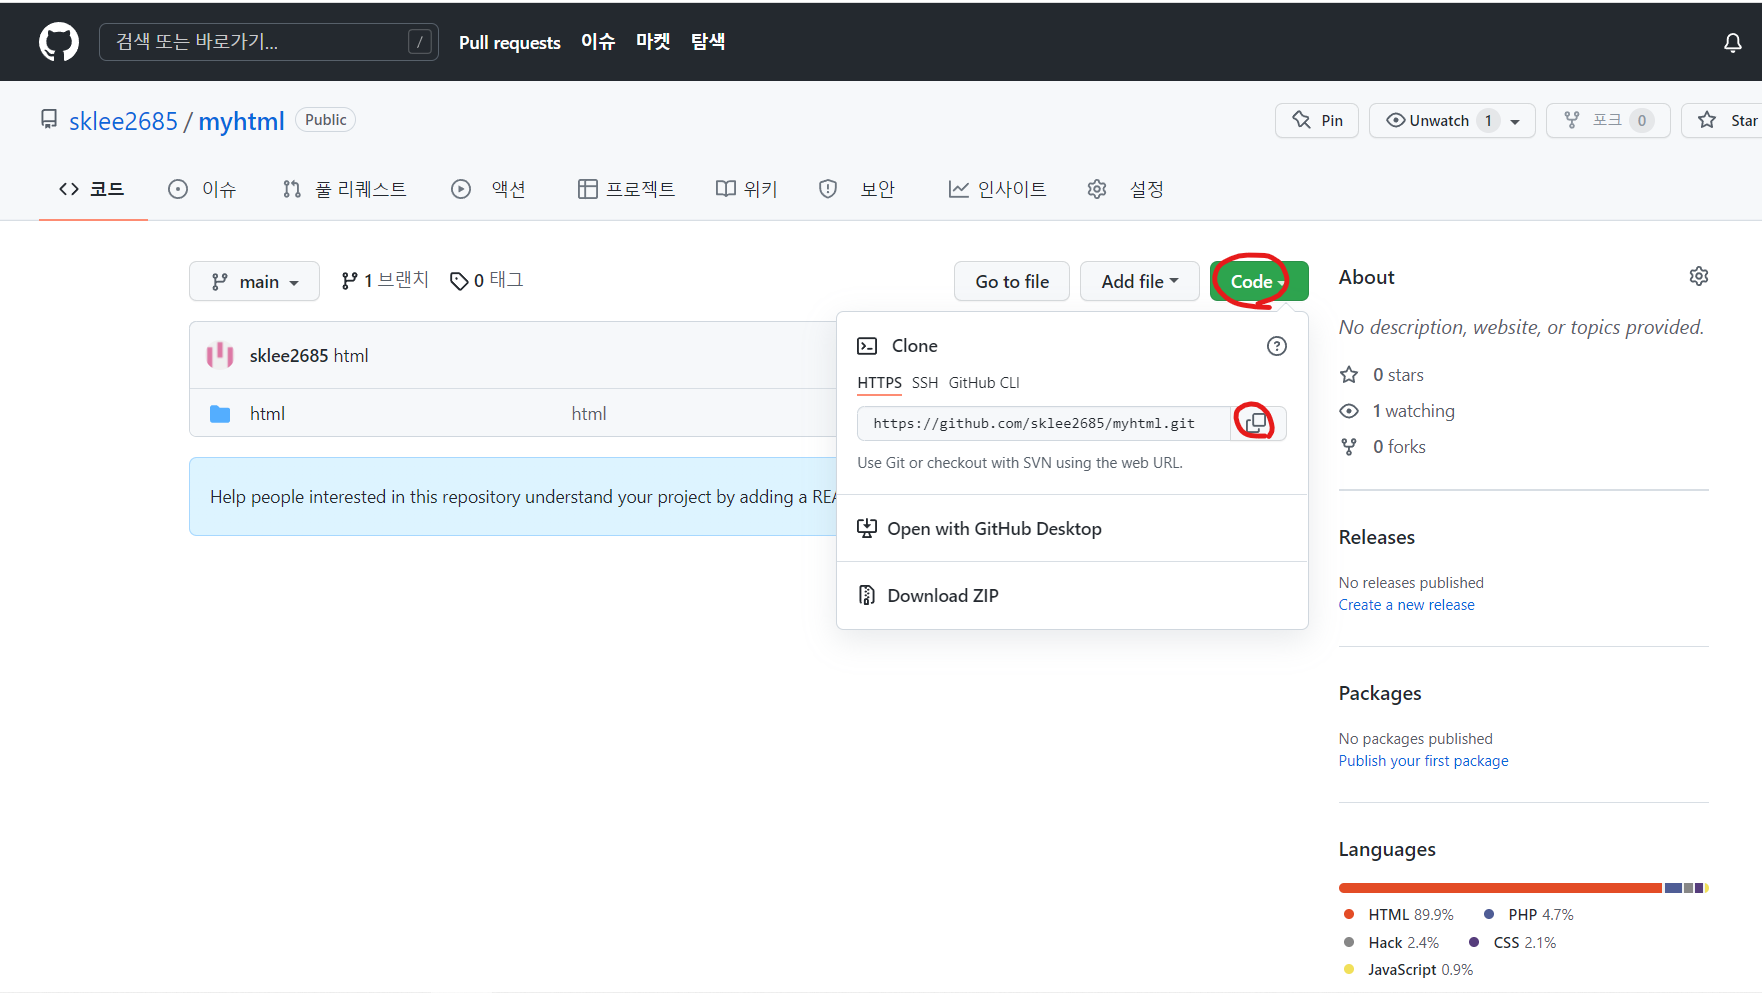 검색 또는 바로가기... / Pull requests 이슈 마켓 탐색
sklee2685 / myhtml Public Pin Unwatch 1 포크 0 Star
코드 이슈 풀 리퀘스트 액션 프로젝트 위키 보안 인사이트 설정
main 1 브랜치 0 태그 Go to file Add file Code
sklee2685 html
html html
Help people interested in this repository understand your project by adding a REA
Clone
HTTPS SSH GitHub CLI
https://github.com/sklee2685/myhtml.git
Use Git or checkout with SVN using the web URL.
Open with GitHub Desktop
Download ZIP
About
No description, website, or topics provided.
0 stars
1 watching
0 forks
Releases
No releases published
Create a new release
Packages
No packages published
Publish your first package
Languages
HTML 89.9% PHP 4.7%
Hack 2.4% CSS 2.1%
JavaScript 0.9%